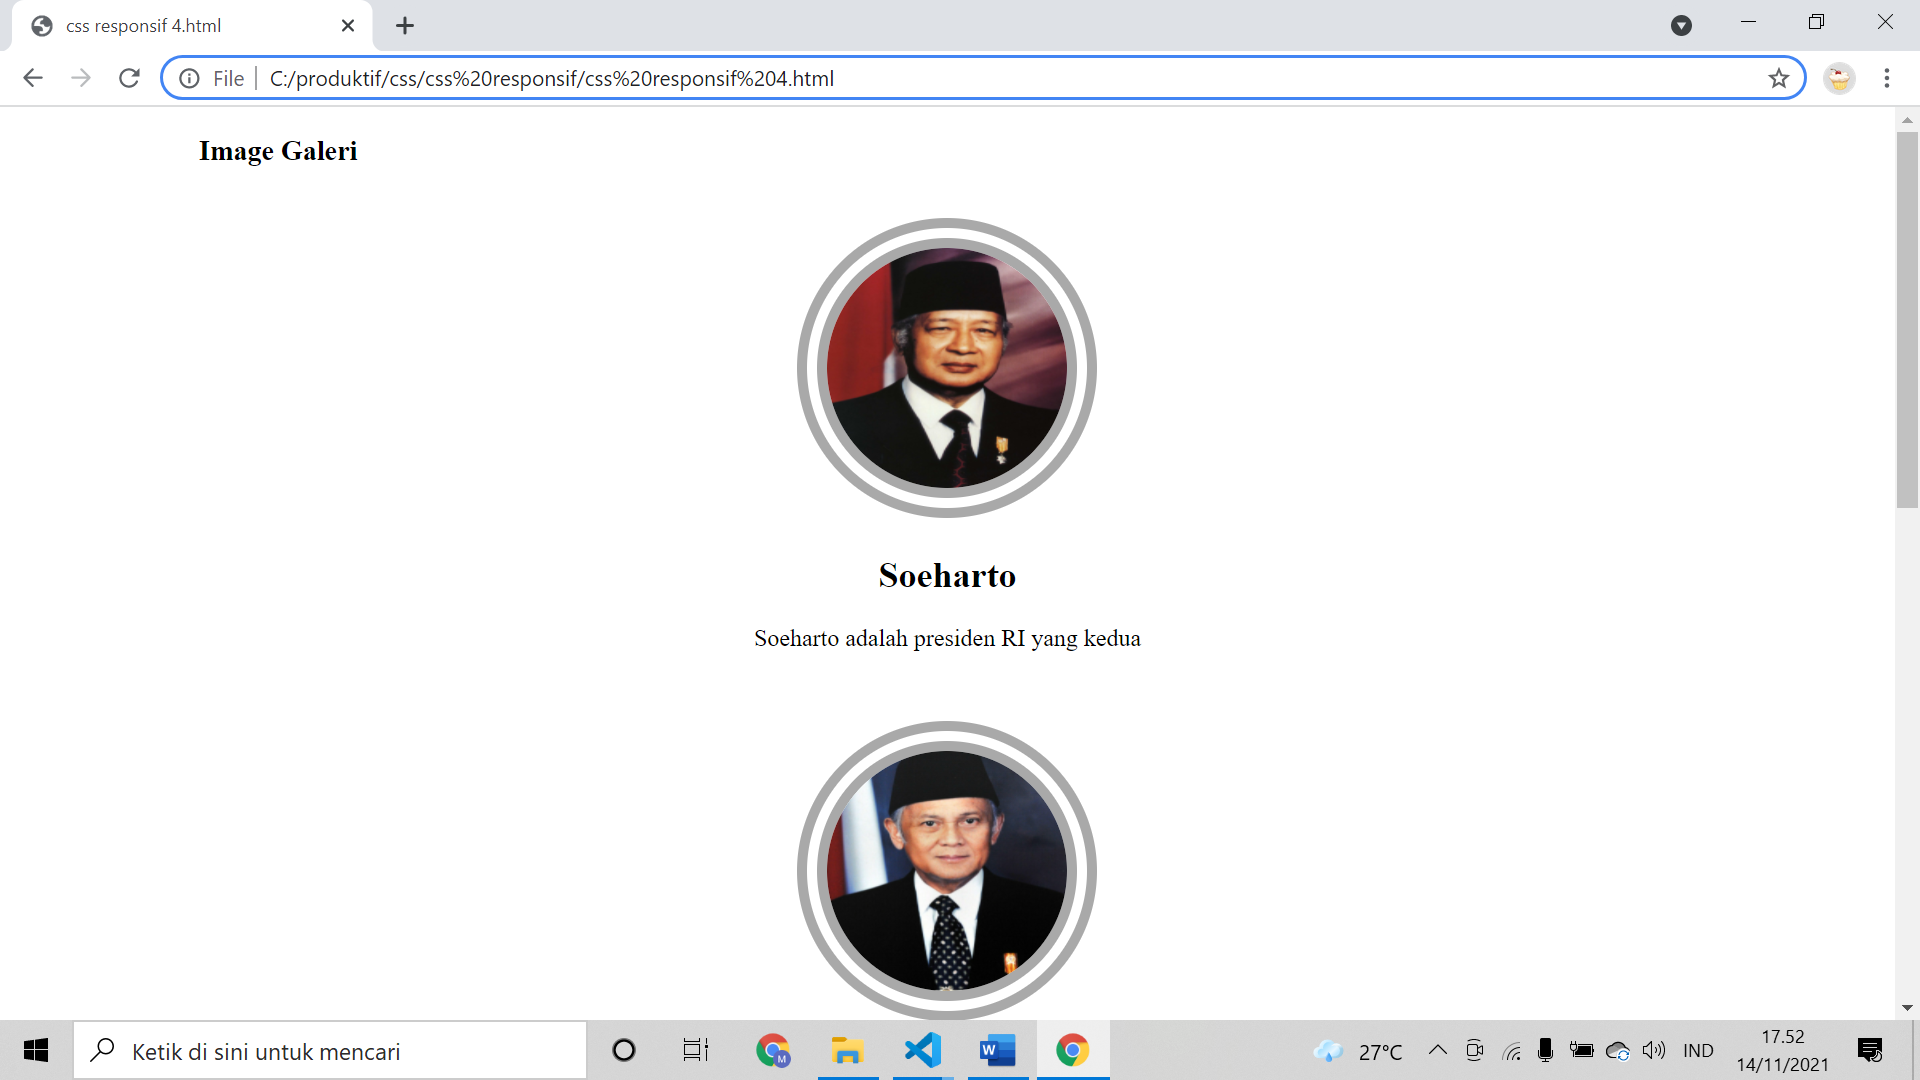 css responsif 4.html
File
C:/produktif/css/css%20responsif/css%20responsif%204.html
Image Galeri
Soeharto
Soeharto adalah presiden RI yang kedua
Ketik di sini untuk mencari
M
W
27°C
IND
17.52
14/11/2021